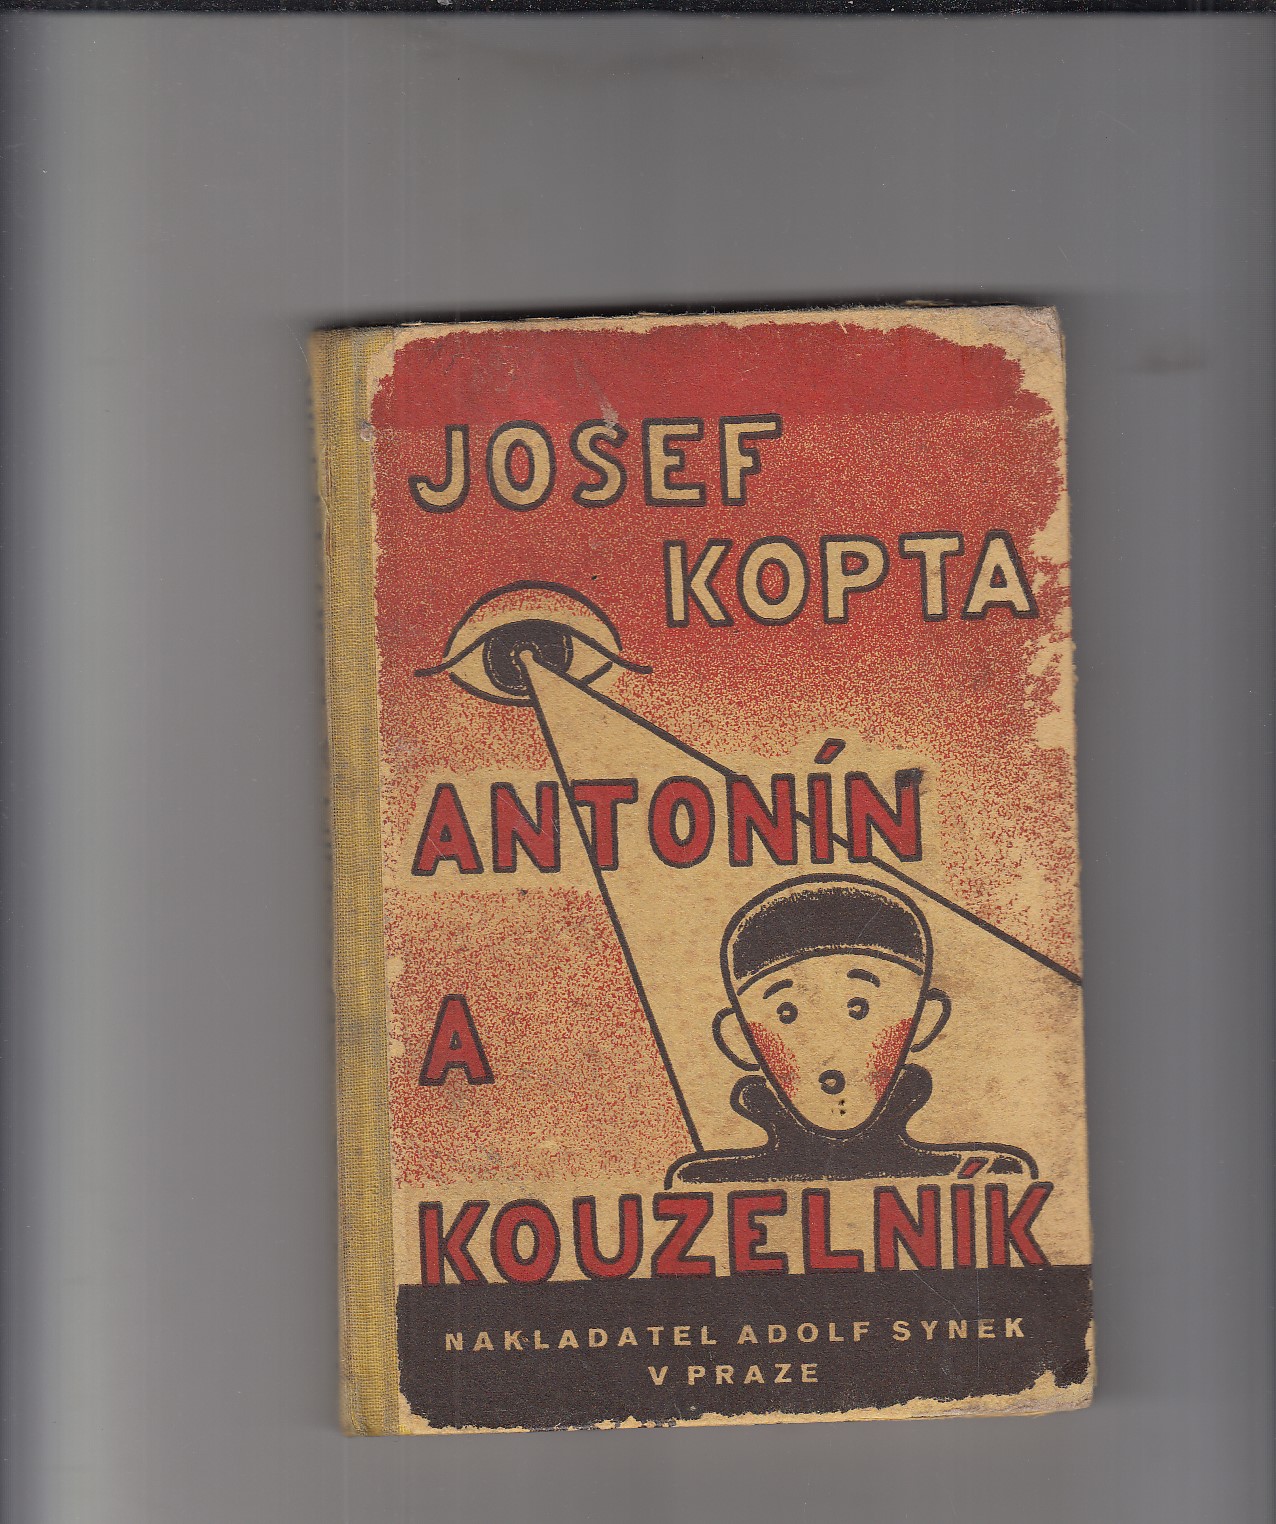 JOSEF
KOPTA
ANTONÍN
A
KOUZELNÍK
NAKLADATEL ADOLF SYNEK
V PRAZE